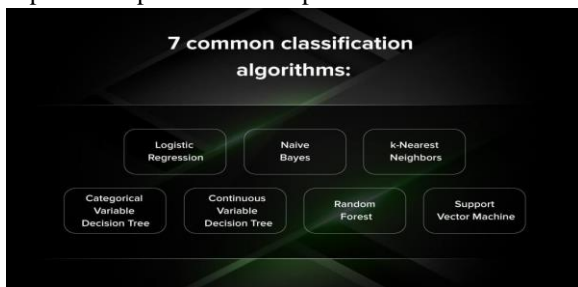 7 common classification
algorithms:
Logistic
Regression
Naive
Bayes
k-Nearest
Neighbors
Categorical
Variable
Decision Tree
Continuous
Variable
Decision Tree
Random
Forest
Support
Vector Machine